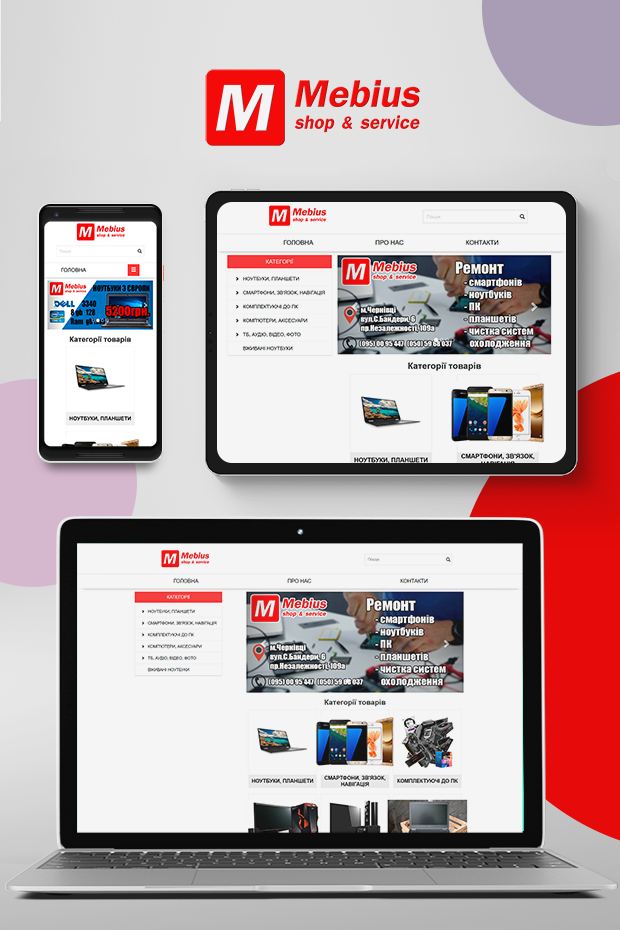 M Mebius
shop & service
M Mebius
shop & service
Пошук
ГОЛОВНА
M Mebius
shop & service
НОУТБУКИ З ЄВРОПИ
DELL 3340
8gb 128
Ram
5200грн.
Категорії товарів
НОУТБУКИ, ПЛАНШЕТИ
M Mebius
shop & service
Пошук
ГОЛОВНА
ПРО НАС
КОНТАКТИ
КАТЕГОРІЇ
НОУТБУКИ, ПЛАНШЕТИ
СМАРТФОНИ, ЗВ'ЯЗОК, НАВІГАЦІЯ
КОМПЛЕКТУЮЧІ ДО ПК
КОМП'ЮТЕРИ, АКСЕСУАРИ
ТБ, АУДІО, ВІДЕО, ФОТО
ВЖИВАНІ НОУТБУКИ
M Mebius
shop & service
м.Чернівці
вул.С.Бандери, 6
пр.Незалежності, 109а
(095) 00 95 447 (050) 59 68 037
Ремонт
- смартфонів
- ноутбуків
- ПК
- планшетів
- чистка систем
охолодження
Категорії товарів
НОУТБУКИ, ПЛАНШЕТИ
СМАРТФОНИ, ЗВ'ЯЗОК,
НАВІГАЦІЯ
M Mebius
shop & service
Пошук
ГОЛОВНА
ПРО НАС
КОНТАКТИ
КАТЕГОРІЇ
НОУТБУКИ, ПЛАНШЕТИ
СМАРТФОНИ, ЗВ'ЯЗОК, НАВІГАЦІЯ
КОМПЛЕКТУЮЧІ ДО ПК
КОМП'ЮТЕРИ, АКСЕСУАРИ
ТБ, АУДІО, ВІДЕО, ФОТО
ВЖИВАНІ НОУТБУКИ
M Mebius
shop & service
м.Чернівці
вул.С.Бандери, 6
пр.Незалежності, 109а
(095) 00 95 447 (050) 59 68 037
Ремонт
- смартфонів
- ноутбуків
- ПК
- планшетів
- чистка систем
охолодження
Категорії товарів
НОУТБУКИ, ПЛАНШЕТИ
СМАРТФОНИ, ЗВ'ЯЗОК,
НАВІГАЦІЯ
КОМПЛЕКТУЮЧІ ДО ПК